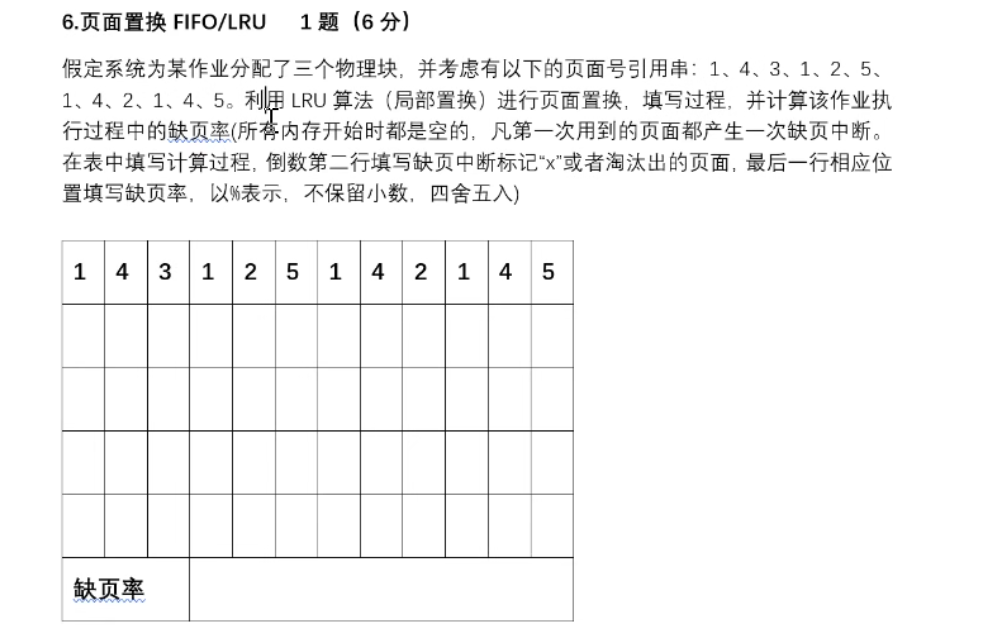 6.页面置换 FIFO/LRU 1 题（6 分）
假定系统为某作业分配了三个物理块，并考虑有以下的页面号引用串：1、4、3、1、2、5、
1、4、2、1、4、5。利用 LRU 算法（局部置换）进行页面置换，填写过程，并计算该作业执
行过程中的缺页率(所有内存开始时都是空的，凡第一次用到的页面都产生一次缺页中断。
在表中填写计算过程, 倒数第二行填写缺页中断标记“x”或者淘汰出的页面, 最后一行相应位
置填写缺页率，以%表示，不保留小数，四舍五入)
1 4 3 1 2 5 1 4 2 1 4 5
缺页率